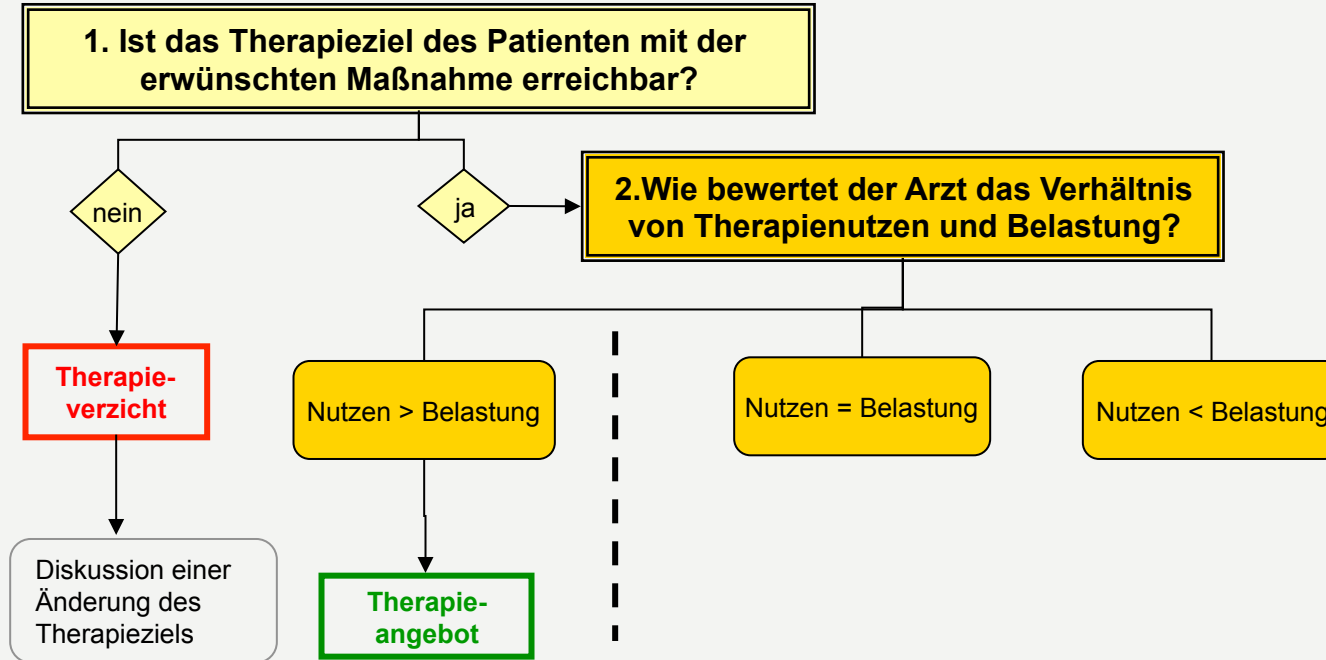 1. Ist das Therapieziel des Patienten mit der
erwünschten Maßnahme erreichbar?
nein
ja
2.Wie bewertet der Arzt das Verhältnis
von Therapienutzen und Belastung?
Therapie-
verzicht
Nutzen > Belastung
Nutzen = Belastung
Nutzen < Belastung
Diskussion einer
Änderung des
Therapieziels
Therapie-
angebot